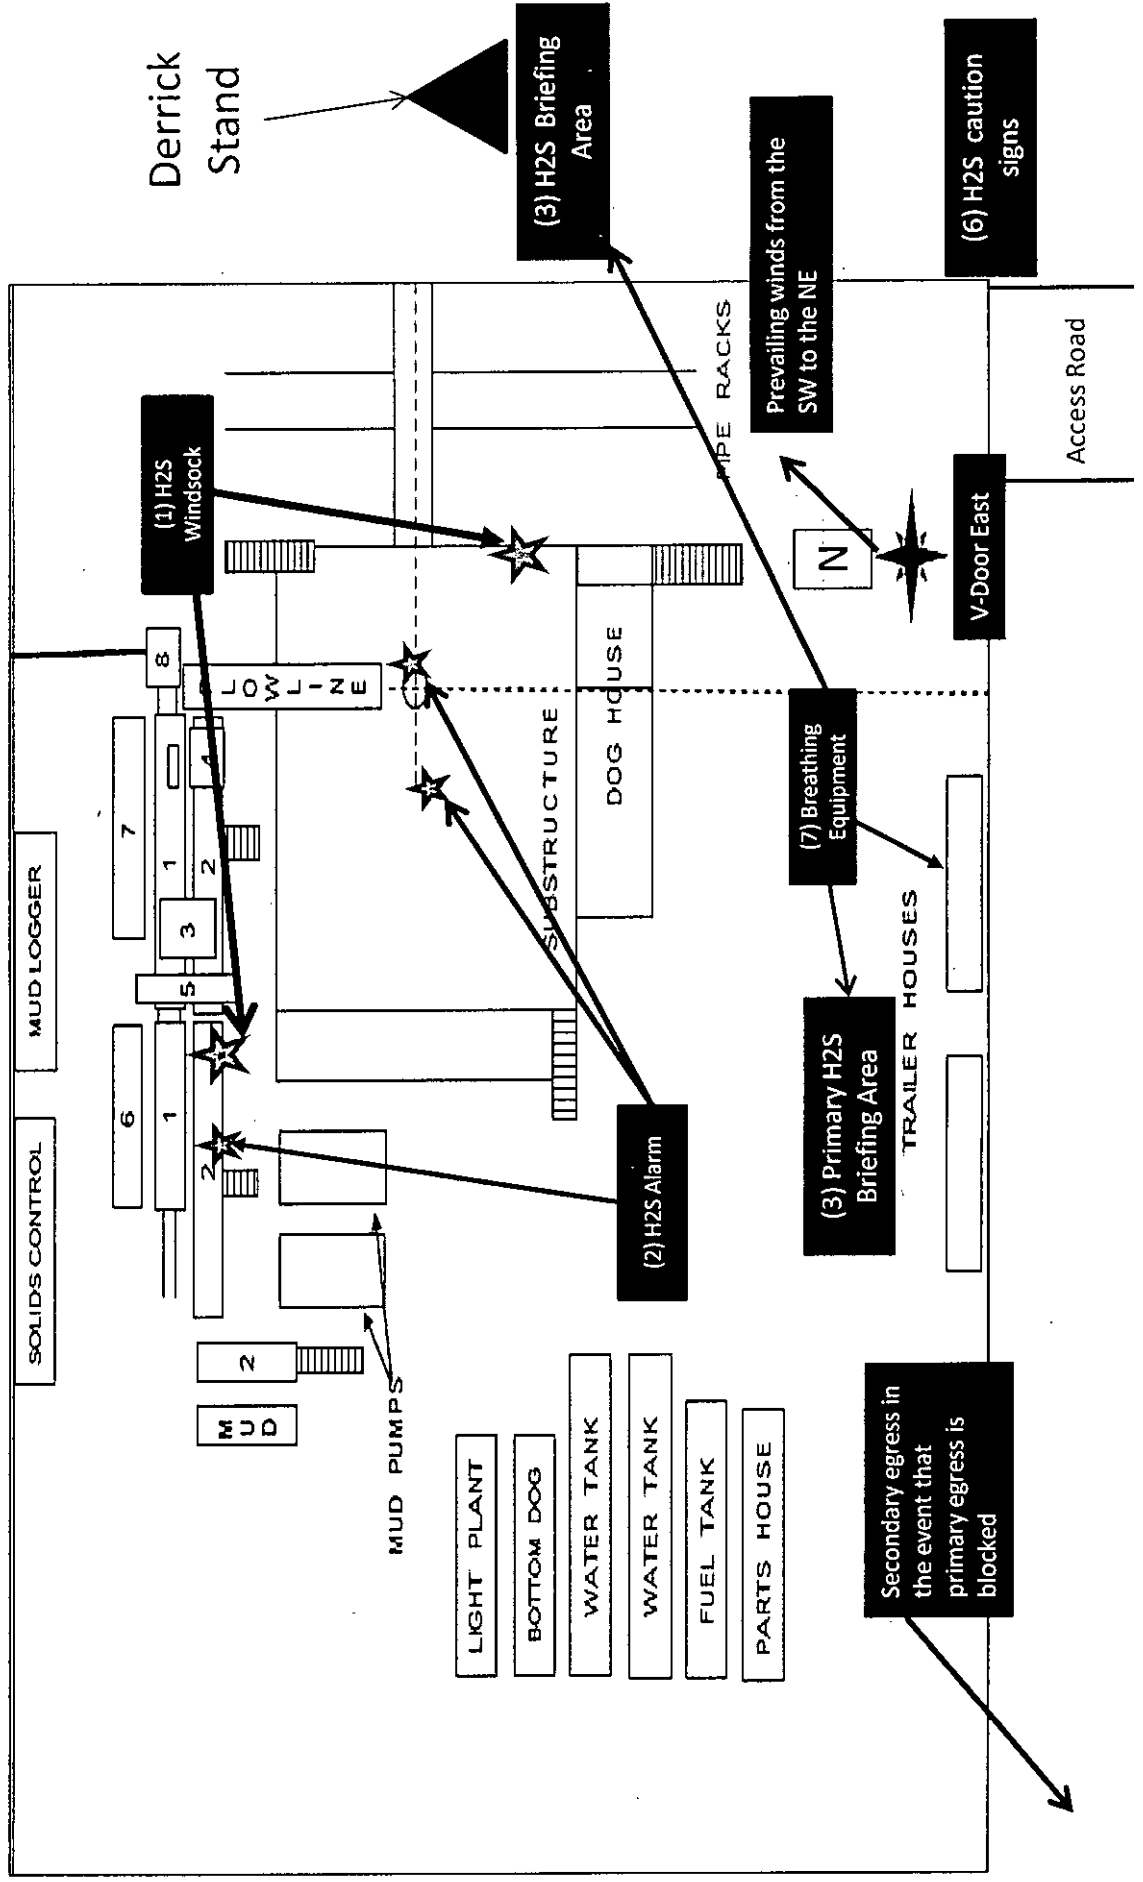 Derrick
Stand
(3) H2S Briefing
Area
Prevailing winds from the
SW to the NE
(6) H2S caution
signs
(1) H2S
Windsock
PIPE RACKS
N
V-Door East
Access Road
8
FLOWLINE
4
7
1
2
3
5
MUD LOGGER
SUBSTRUCTURE
DOG HOUSE
(7) Breathing
Equipment
(3) Primary H2S
Briefing Area
TRAILER HOUSES
(2) H2S Alarm
SOLIDS CONTROL
6
1
2
2
MUD
MUD PUMPS
LIGHT PLANT
BOTTOM DOG
WATER TANK
WATER TANK
FUEL TANK
PARTS HOUSE
Secondary egress in
the event that
primary egress is
blocked